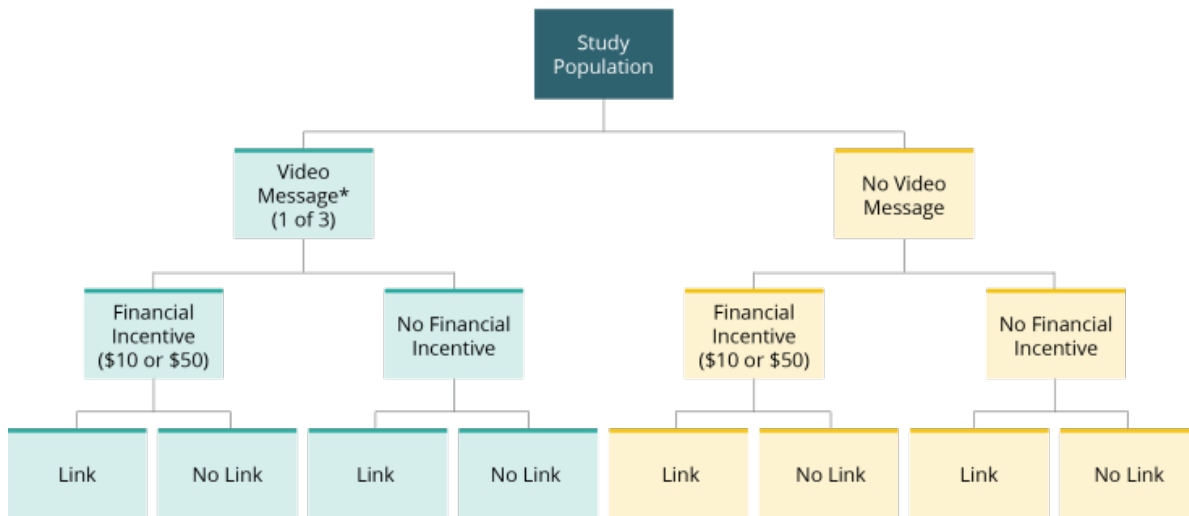 Study
Population
Video
Message*
(1 of 3)
No Video
Message
Financial
Incentive
($10 or $50)
No Financial
Incentive
Financial
Incentive
($10 or $50)
No Financial
Incentive
Link
No Link
Link
No Link
Link
No Link
Link
No Link